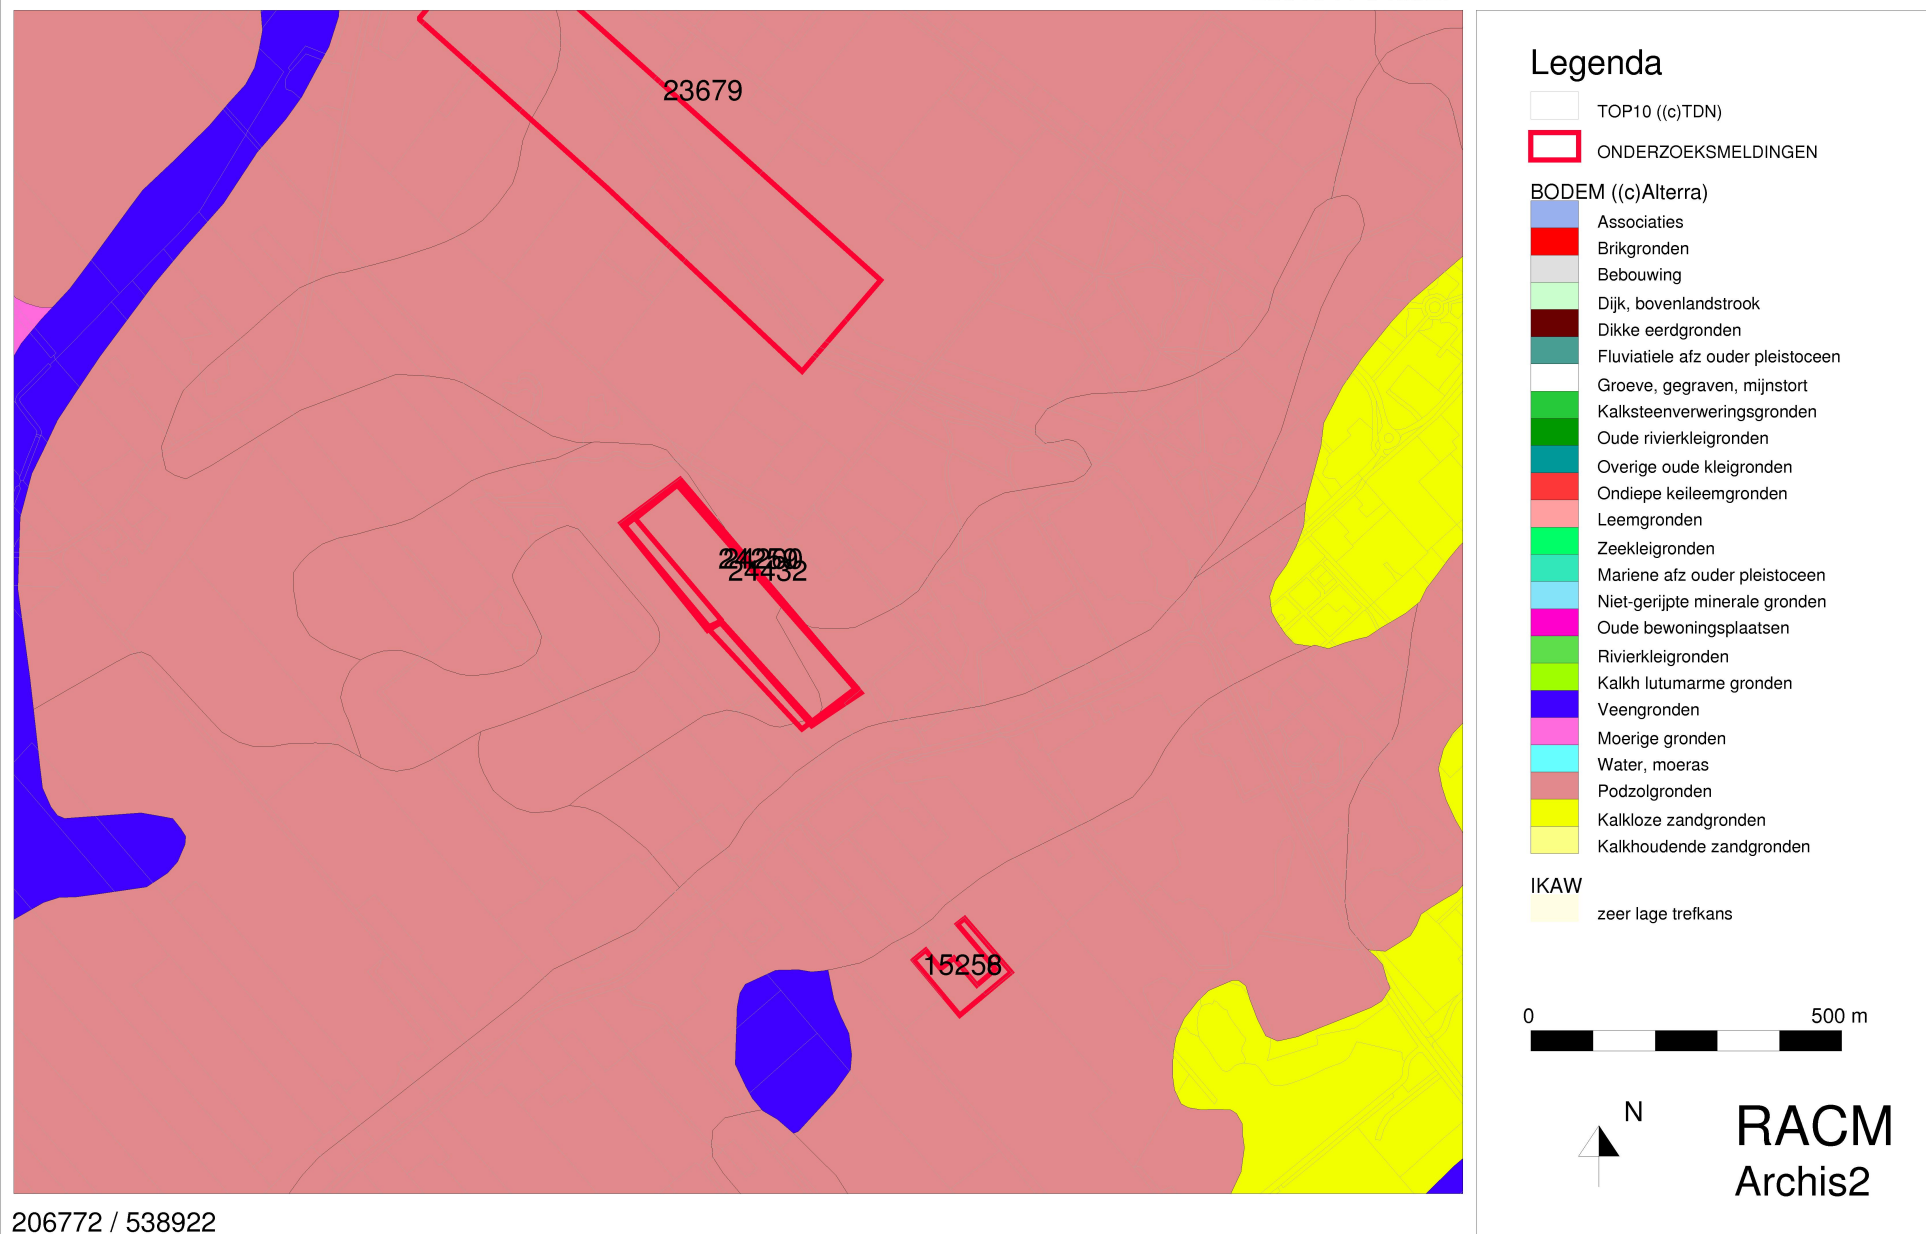 23679
24432
15258
206772 / 538922
Legenda
TOP10 ((c)TDN)
ONDERZOEKSMELDINGEN
BODEM ((c)Alterra)
Associaties
Brikgronden
Bebouwing
Dijk, bovenlandstrook
Dikke eerdgronden
Fluviatiele afz ouder pleistoceen
Groeve, gegraven, mijnstort
Kalksteenverweringsgronden
Oude rivierkleigronden
Overige oude kleigronden
Ondiepe keileemgronden
Leemgronden
Zeekleigronden
Mariene afz ouder pleistoceen
Niet-gerijpte minerale gronden
Oude bewoningsplaatsen
Rivierkleigronden
Kalkh lutumarme gronden
Veengronden
Moerige gronden
Water, moeras
Podzolgronden
Kalkloze zandgronden
Kalkhoudende zandgronden
IKAW
zeer lage trefkans
0 500 m
N
RACM
Archis2